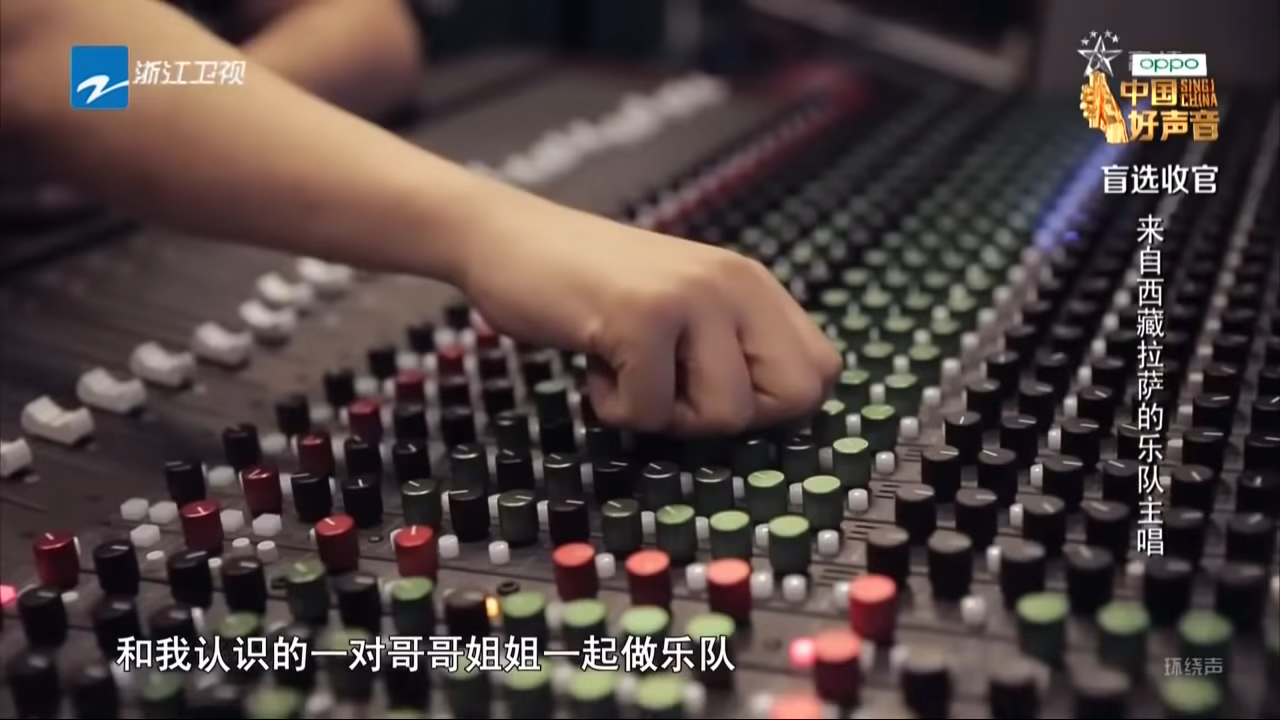 浙江卫视
oppo
中国
好声音
SING!
CHINA
盲选收官
来自西藏拉萨的乐队主唱
和我认识的一对哥哥姐姐一起做乐队
环绕声